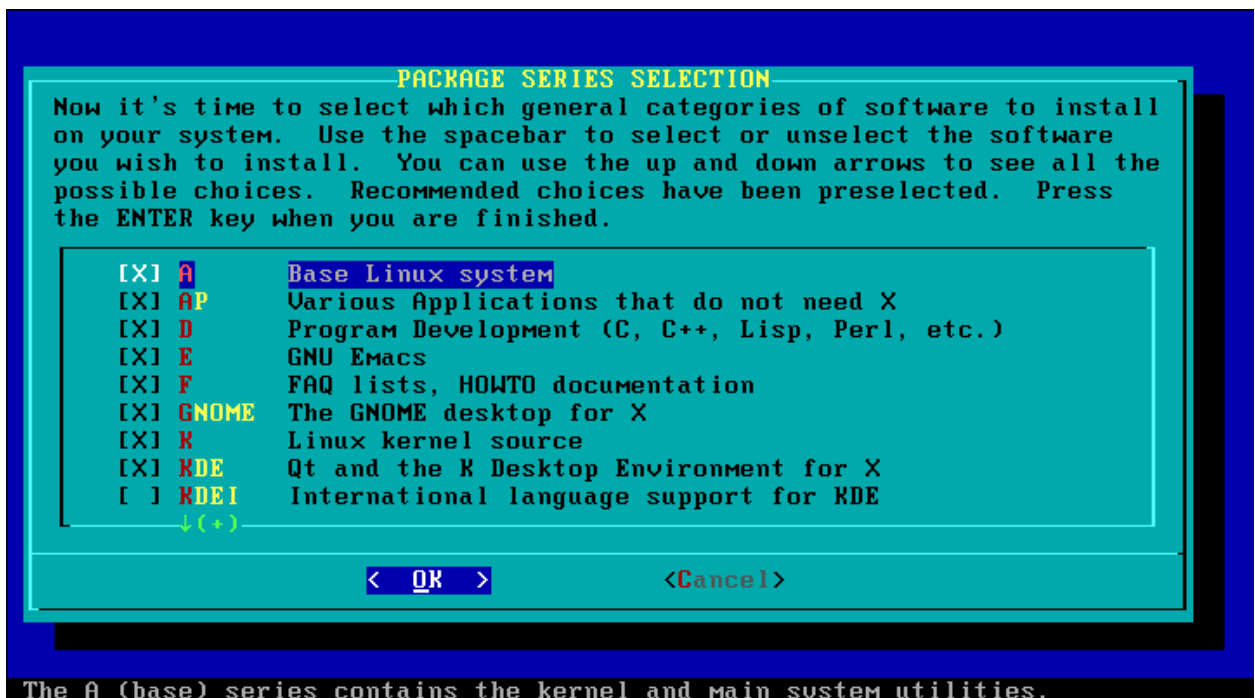 PACKAGE SERIES SELECTION
Now it's time to select which general categories of software to install
on your system.  Use the spacebar to select or unselect the software
you wish to install.  You can use the up and down arrows to see all the
possible choices.  Recommended choices have been preselected.  Press
the ENTER key when you are finished.
[X] A Base Linux system
[X] AP Various Applications that do not need X
[X] D Program Development (C, C++, Lisp, Perl, etc.)
[X] E GNU Emacs
[X] F FAQ lists, HOWTO documentation
[X] GNOME The GNOME desktop for X
[X] K Linux kernel source
[X] KDE Qt and the K Desktop Environment for X
[ ] KDEI International language support for KDE
↓(+)
< OK > <Cancel>
The A (base) series contains the kernel and main system utilities.